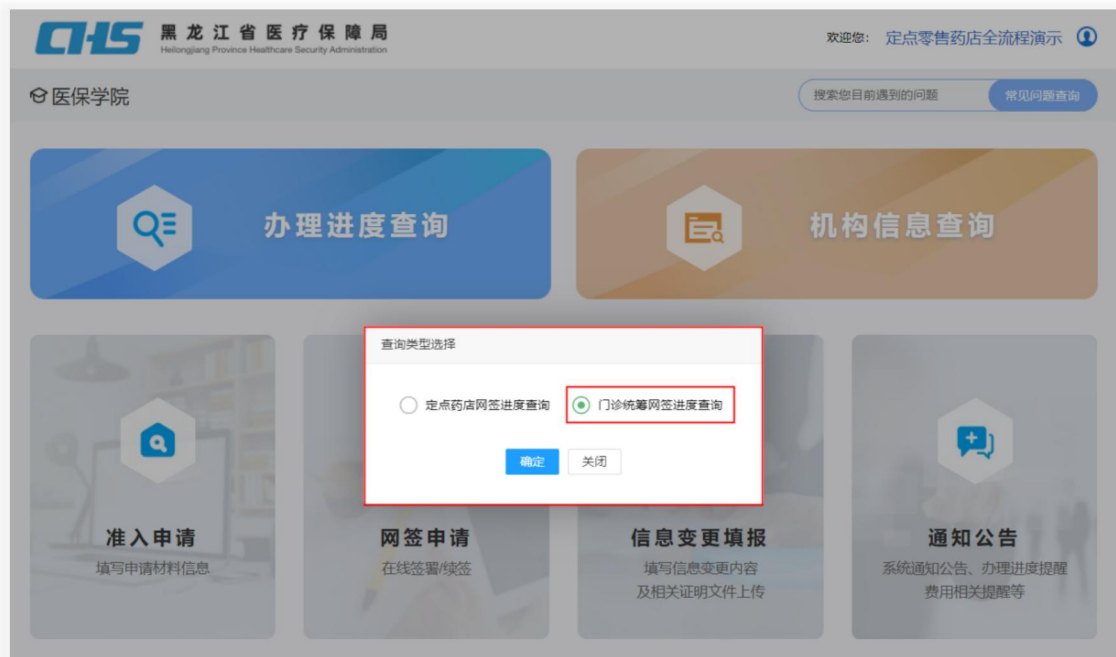 CHS
黑龙江省医疗保障局
Heilongjiang Province Healthcare Security Administration
欢迎您: 定点零售药店全流程演示
医保学院
搜索您目前遇到的问题 常见问题查询
办理进度查询
机构信息查询
查询类型选择
定点药店网签进度查询 门诊统筹网签进度查询
确定 关闭
准入申请
填写申请材料信息
网签申请
在线签署/续签
信息变更填报
填写信息变更内容
及相关证明文件上传
通知公告
系统通知公告、办理进度提醒
费用相关提醒等